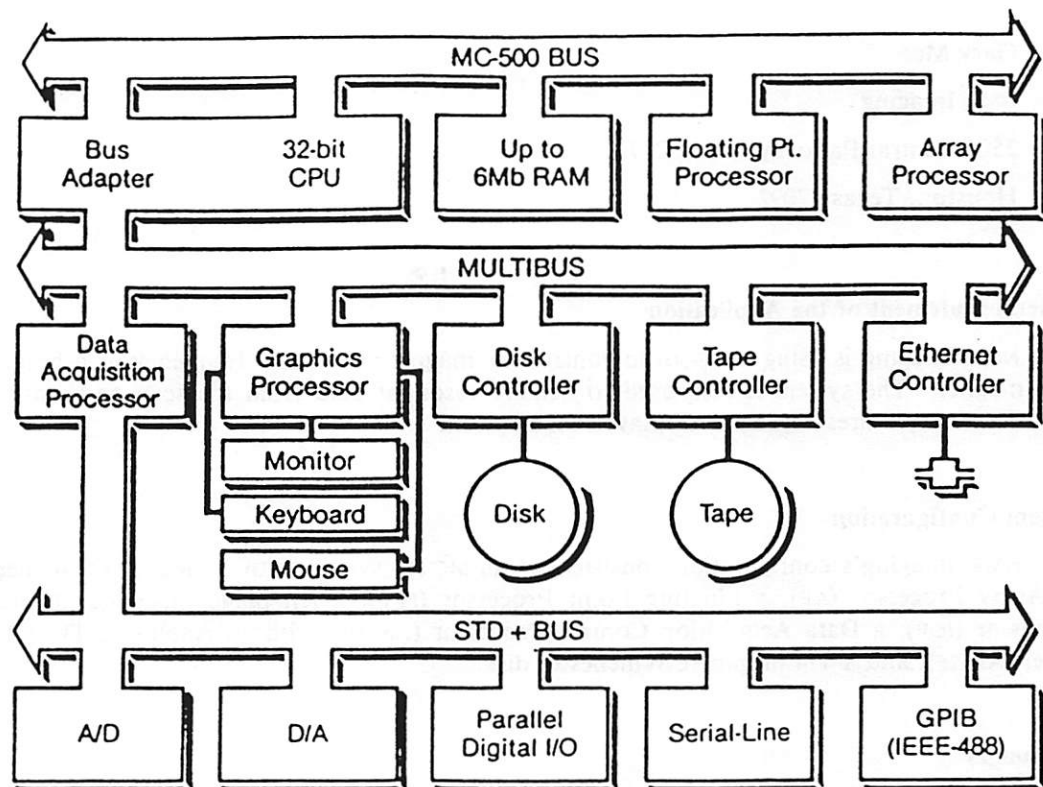 MC-500 BUS
Bus
Adapter
32-bit
CPU
Up to
6Mb RAM
Floating Pt.
Processor
Array
Processor
MULTIBUS
Data
Acquisition
Processor
Graphics
Processor
Disk
Controller
Tape
Controller
Ethernet
Controller
Monitor
Keyboard
Mouse
Disk
Tape
STD + BUS
A/D
D/A
Parallel
Digital I/O
Serial-Line
GPIB
(IEEE-488)